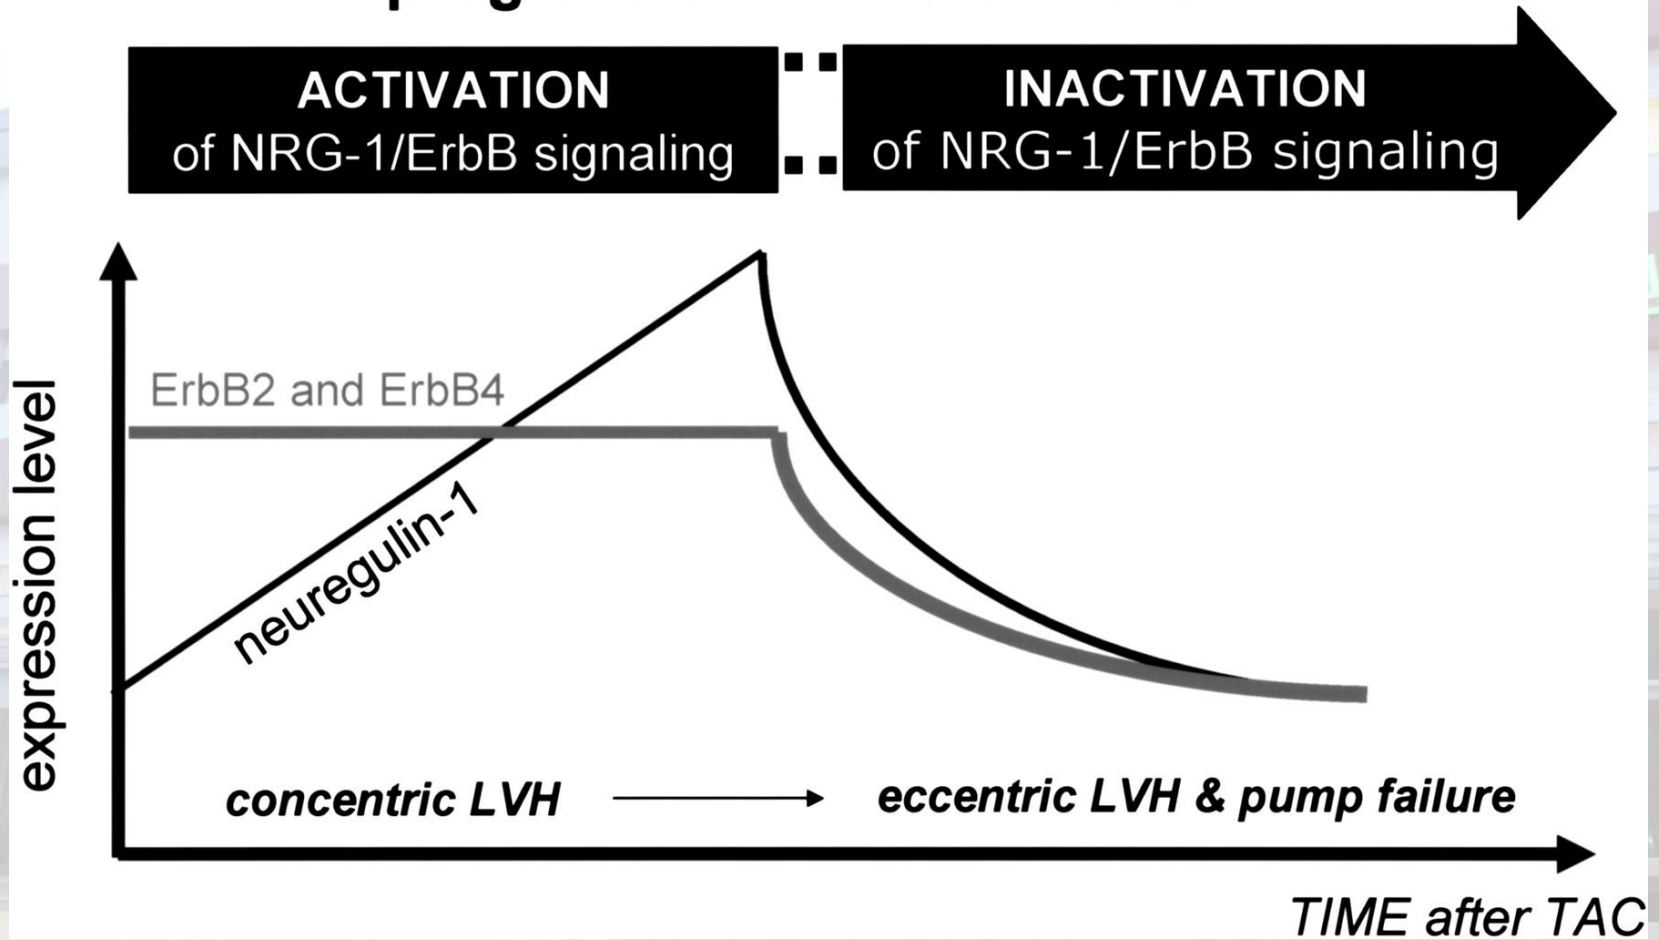 ACTIVATION
of NRG-1/ErbB signaling
INACTIVATION
of NRG-1/ErbB signaling
expression level
ErbB2 and ErbB4
neuregulin-1
concentric LVH
eccentric LVH & pump failure
TIME after TAC